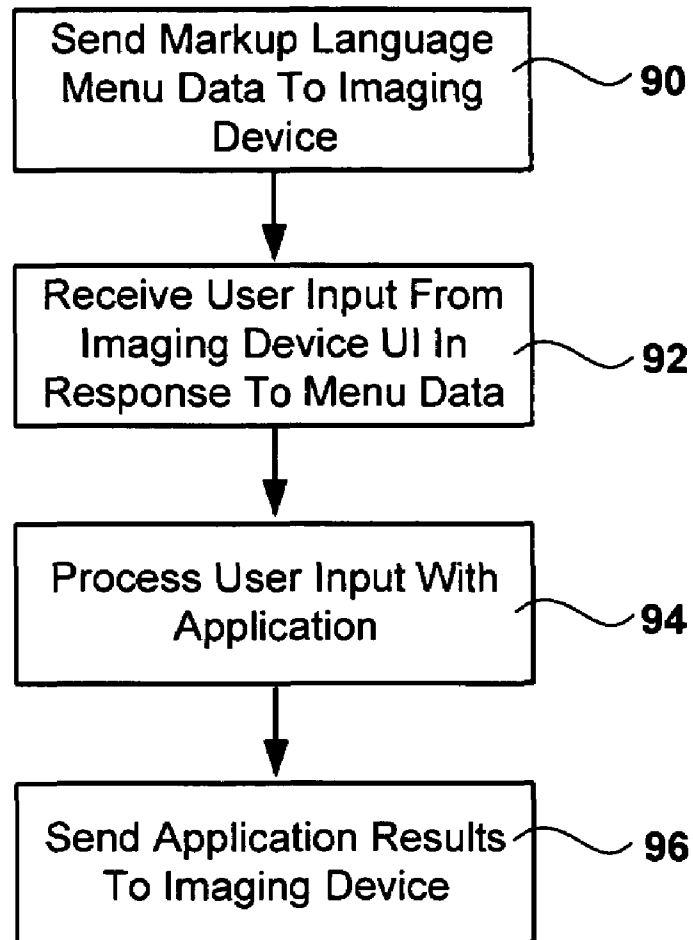 Send Markup Language
Menu Data To Imaging
Device
90
Receive User Input From
Imaging Device UI In
Response To Menu Data
92
Process User Input With
Application
94
Send Application Results
To Imaging Device
96